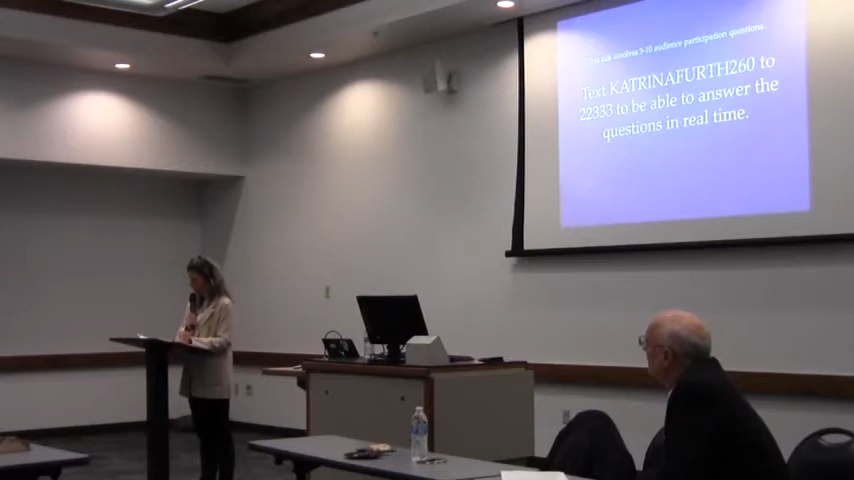 This talk involves 5-10 audience participation questions.
Text KATRINAFURTH260 to
22333 to be able to answer the
questions in real time.